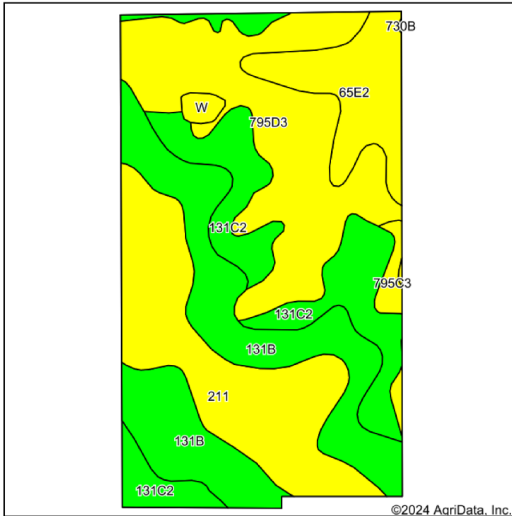 730B
65E2
W
795D3
131C2
795C3
131C2
131B
211
131B
131C2
©2024 AgriData, Inc.